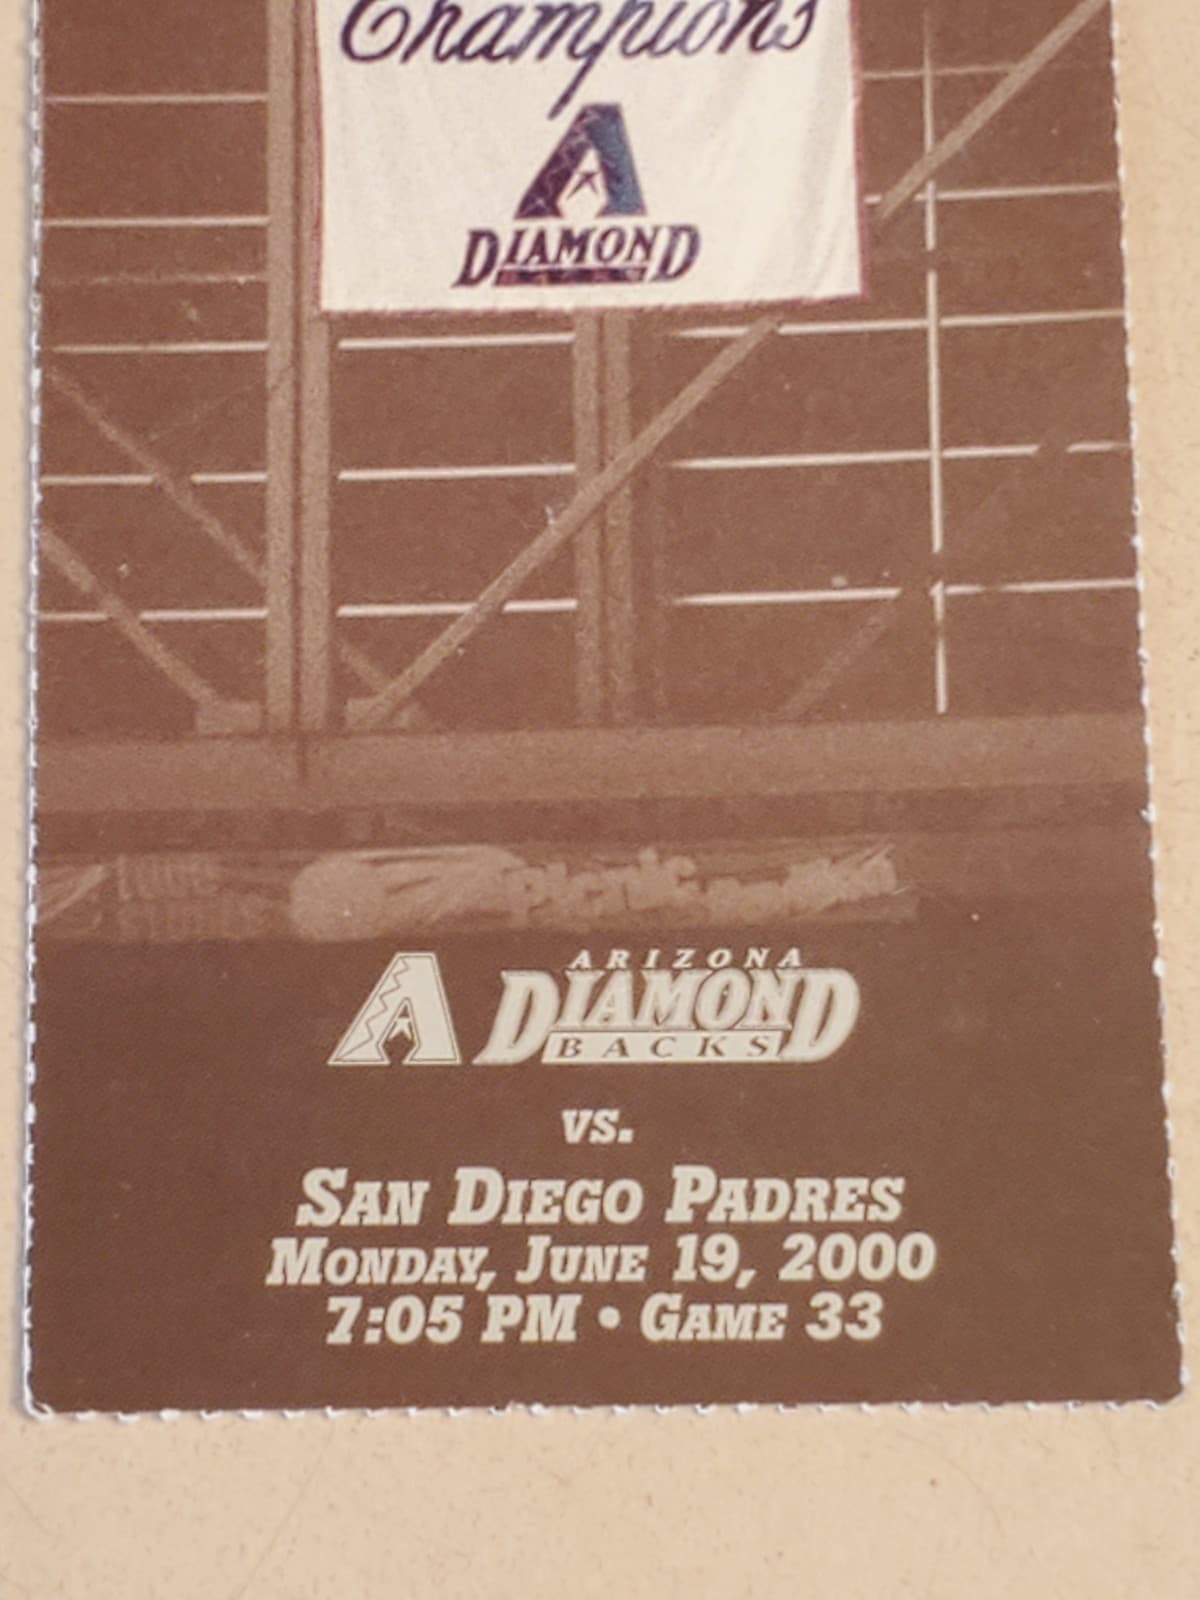 Champions
A
DIAMOND
A ARIZONA
DIAMOND
BACKS
VS.
SAN DIEGO PADRES
MONDAY, JUNE 19, 2000
7:05 PM • GAME 33